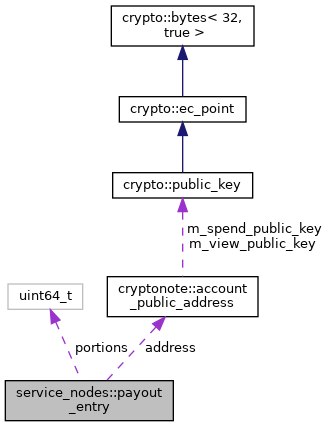 crypto::bytes< 32,
true >
crypto::ec_point
crypto::public_key
m_spend_public_key
m_view_public_key
cryptonote::account
_public_address
uint64_t
portions
address
service_nodes::payout
_entry